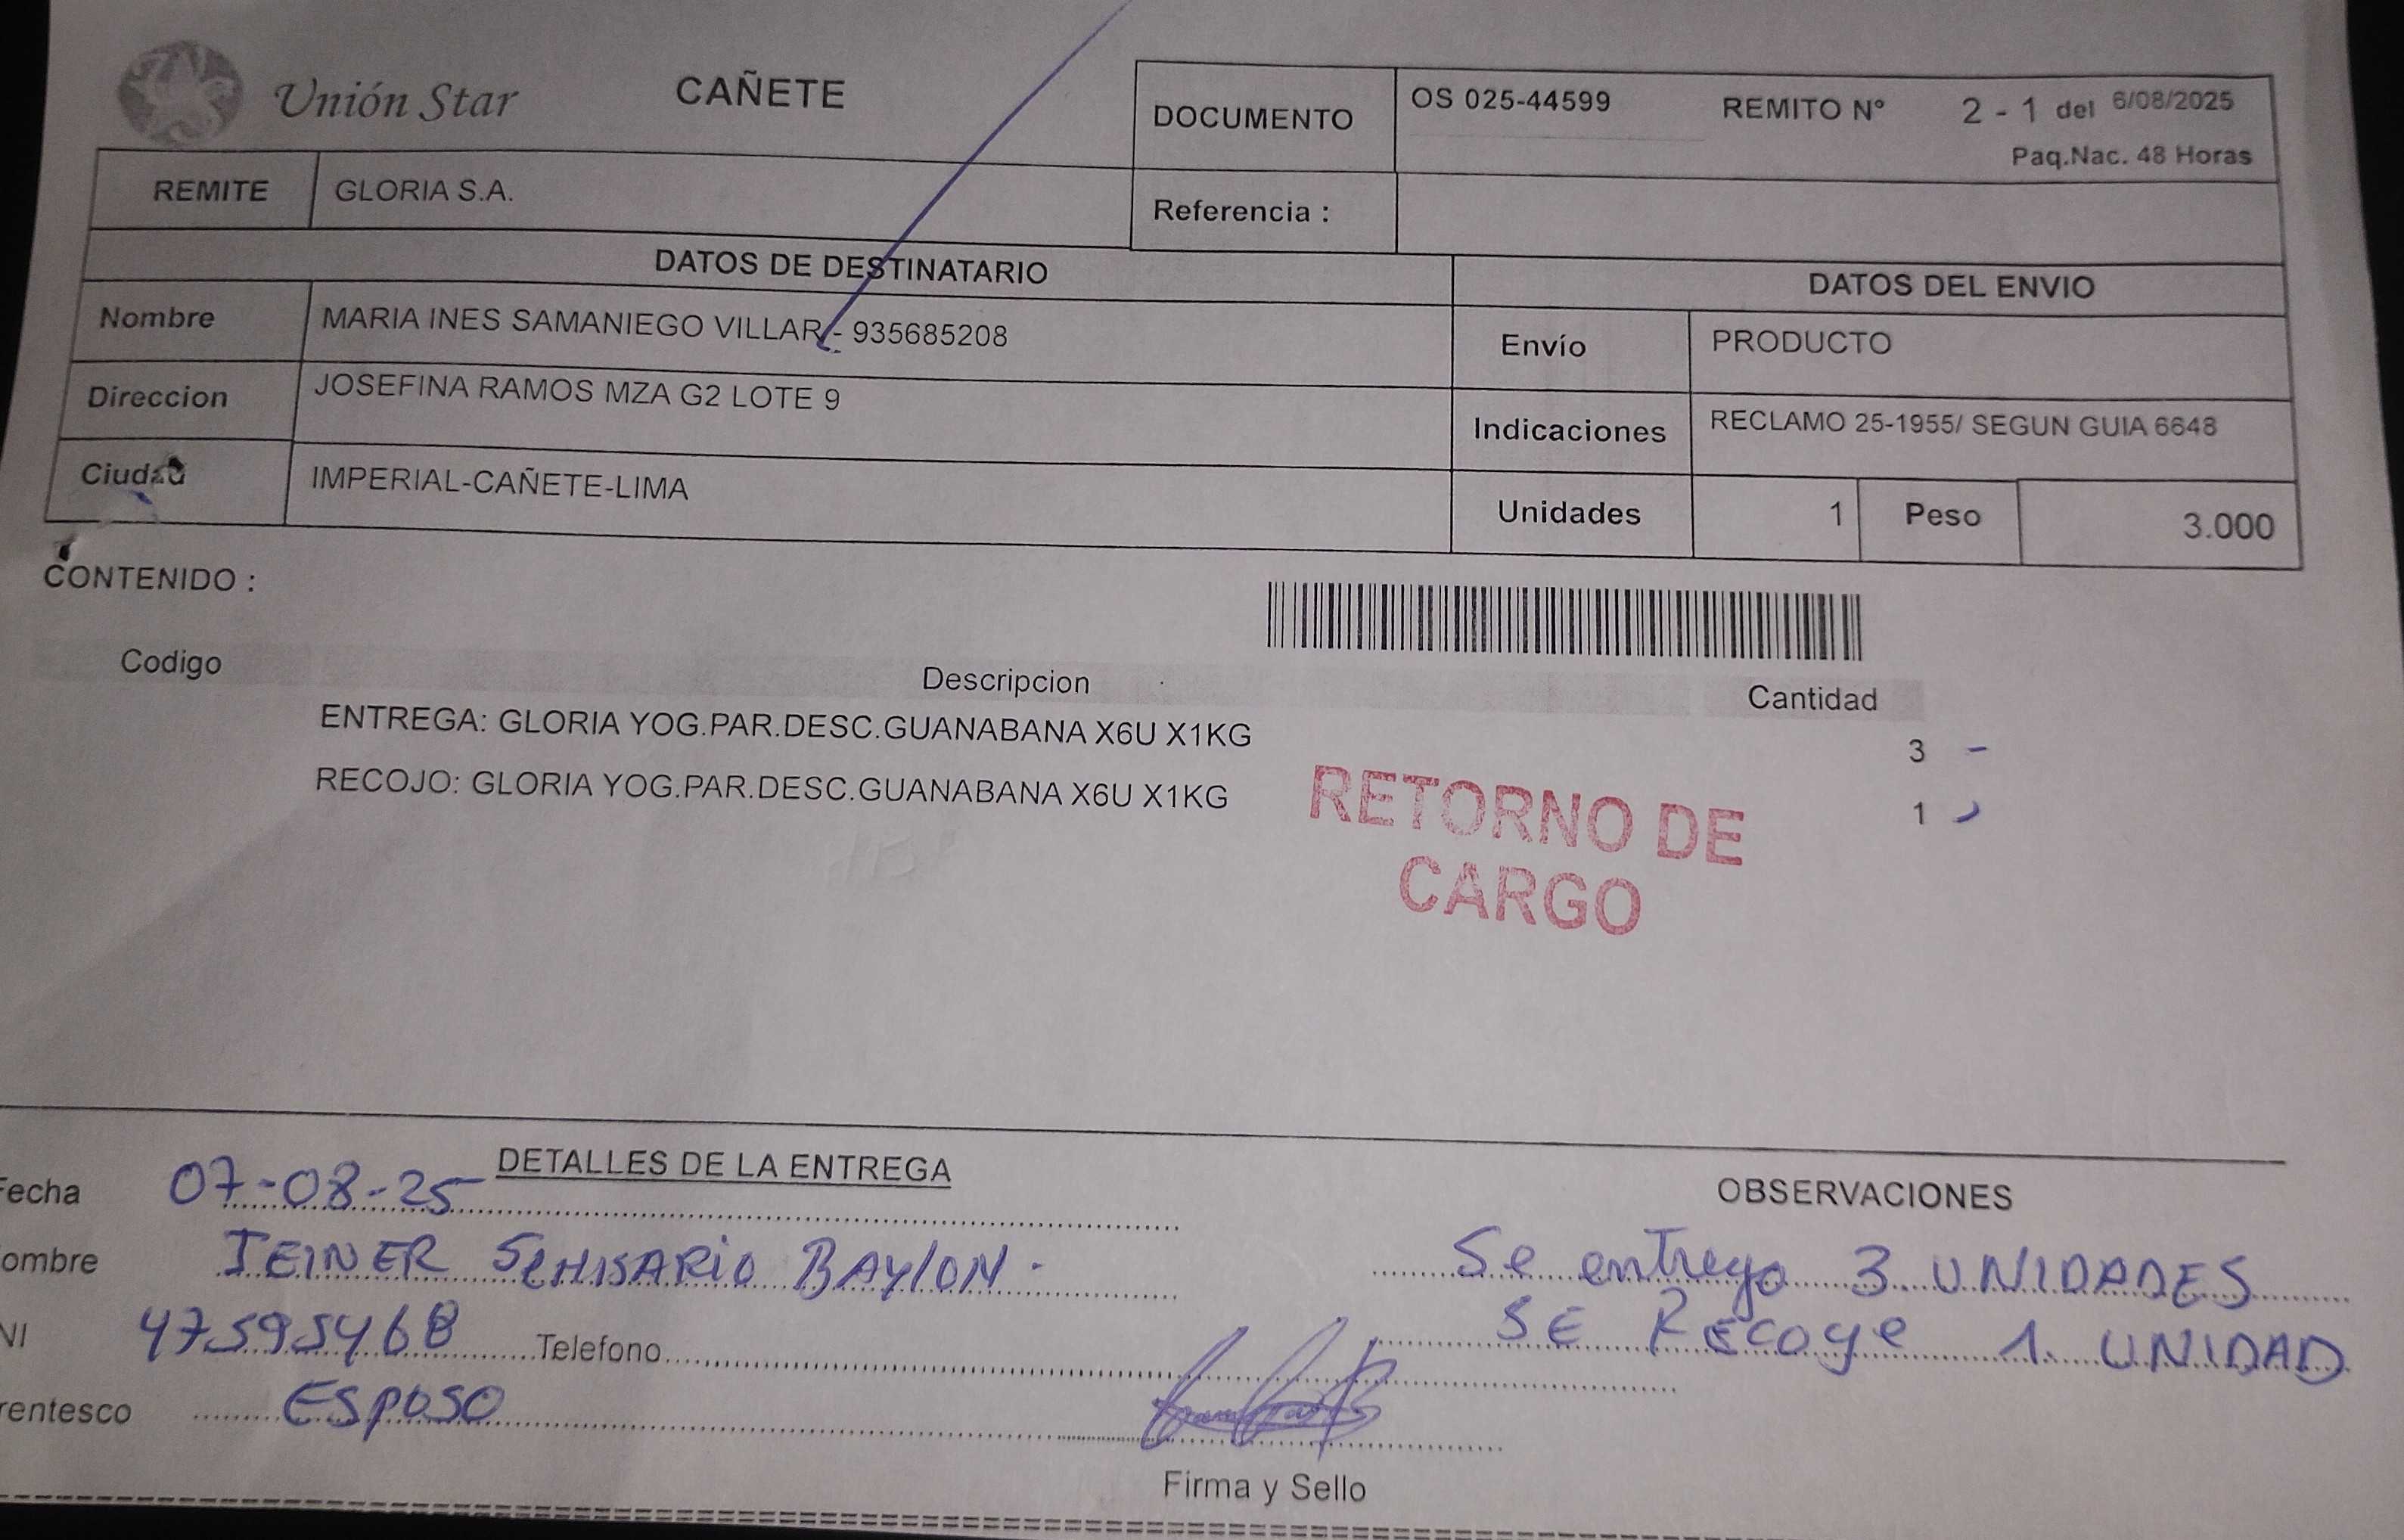 Unión Star
CAÑETE
DOCUMENTO OS 025-44599 REMITO N° 2 - 1 del 6/08/2025
Paq.Nac. 48 Horas
REMITE GLORIA S.A.
Referencia :
DATOS DE DESTINATARIO
DATOS DEL ENVIO
Nombre MARIA INES SAMANIEGO VILLAR - 935685208
Envío PRODUCTO
Direccion JOSEFINA RAMOS MZA G2 LOTE 9
Indicaciones RECLAMO 25-1955/ SEGUN GUIA 6648
Ciudad IMPERIAL-CAÑETE-LIMA
Unidades 1 Peso 3.000
CONTENIDO :
Codigo Descripcion Cantidad
ENTREGA: GLORIA YOG.PAR.DESC.GUANABANA X6U X1KG 3
RECOJO: GLORIA YOG.PAR.DESC.GUANABANA X6U X1KG 1
RETORNO DE
CARGO
DETALLES DE LA ENTREGA
OBSERVACIONES
Fecha 07-08-25
ombre JEINER BAYLON.
Se entrego 3 UNIDADES
NI 47595468 Telefono
SE Recoge 1. UNIDAD
rentesco ESPOSO
Firma y Sello